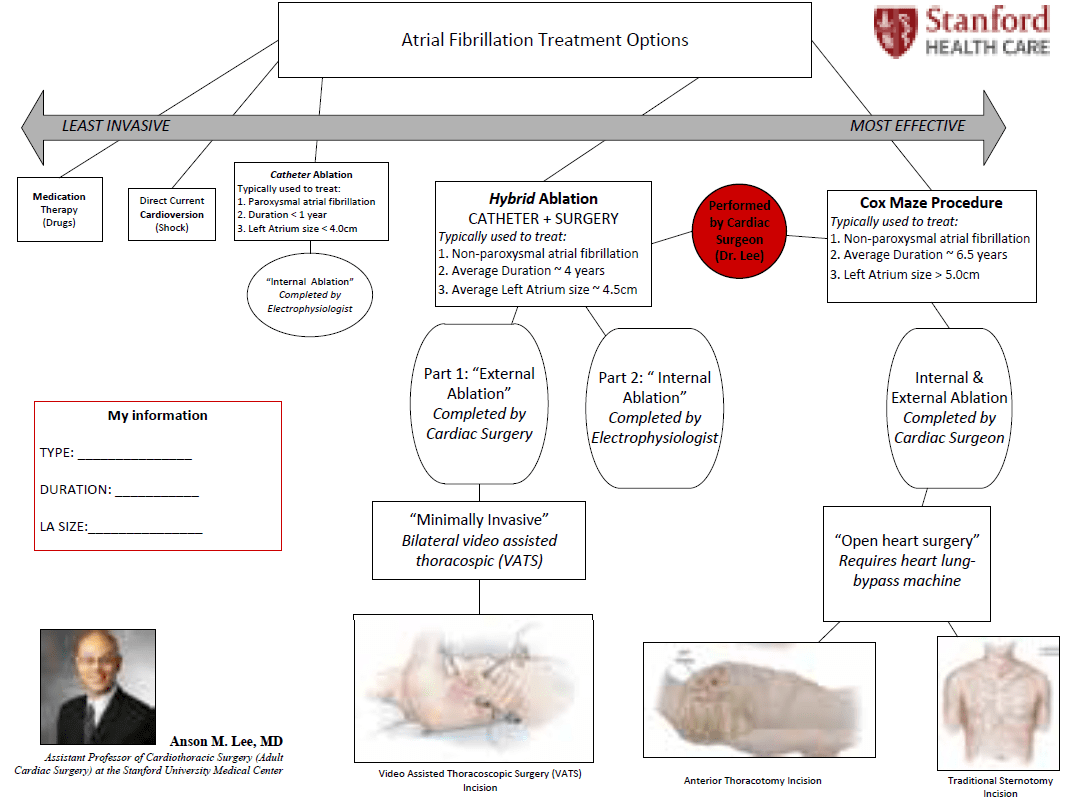 Atrial Fibrillation Treatment Options
Stanford
HEALTH CARE
LEAST INVASIVE
MOST EFFECTIVE
Medication
Therapy
(Drugs)
Direct Current
Cardioversion
(Shock)
Catheter Ablation
Typically used to treat:
1. Paroxysmal atrial fibrillation
2. Duration < 1 year
3. Left Atrium size < 4.0cm
"Internal Ablation"
Completed by
Electrophysiologist
Hybrid Ablation
CATHETER + SURGERY
Typically used to treat:
1. Non-paroxysmal atrial fibrillation
2. Average Duration ~ 4 years
3. Average Left Atrium size ~ 4.5cm
Performed
by Cardiac
Surgeon
(Dr. Lee)
Cox Maze Procedure
Typically used to treat:
1. Non-paroxysmal atrial fibrillation
2. Average Duration ~ 6.5 years
3. Left Atrium size > 5.0cm
Part 1: “External
Ablation”
Completed by
Cardiac Surgery
Part 2: “ Internal
Ablation”
Completed by
Electrophysiologist
Internal &
External Ablation
Completed by
Cardiac Surgeon
My information
TYPE: _______________
DURATION: ___________
LA SIZE:_______________
“Minimally Invasive”
Bilateral video assisted
thoracospic (VATS)
“Open heart surgery”
Requires heart lung-
bypass machine
Anson M. Lee, MD
Assistant Professor of Cardiothoracic Surgery (Adult
Cardiac Surgery) at the Stanford University Medical Center
Video Assisted Thoracoscopic Surgery (VATS)
Incision
Anterior Thoracotomy Incision
Traditional Sternotomy
Incision